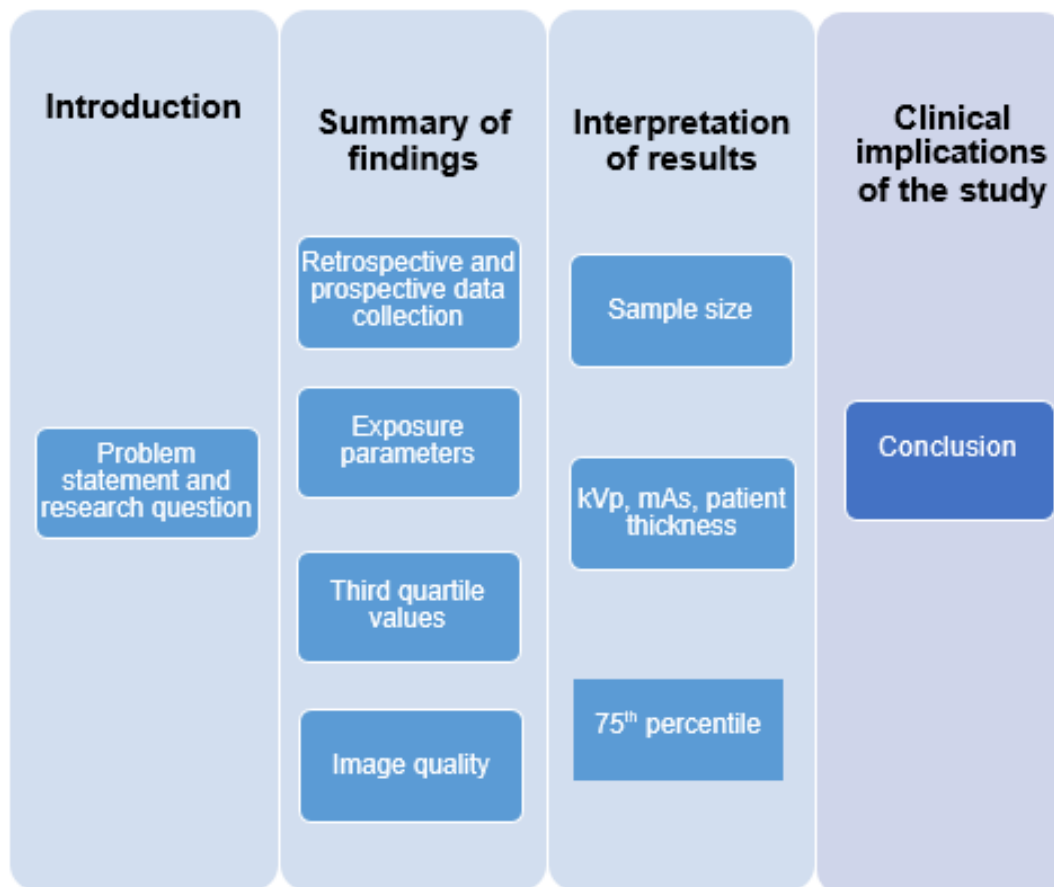 Introduction
Problem
statement and
research question
Summary of
findings
Retrospective and
prospective data
collection
Exposure
parameters
Third quartile
values
Image quality
Interpretation
of results
Sample size
kVp, mAs, patient
thickness
75th percentile
Clinical
implications
of the study
Conclusion